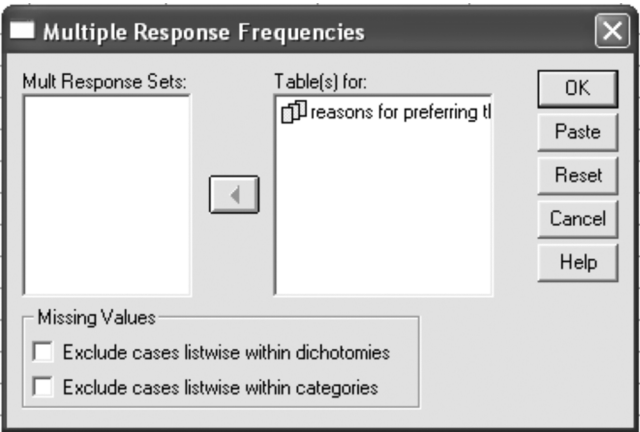 Multiple Response Frequencies
Mult Response Sets:
Table(s) for:
reasons for preferring
OK
Paste
Reset
Cancel
Help
Missing Values
Exclude cases listwise within dichotomies
Exclude cases listwise within categories